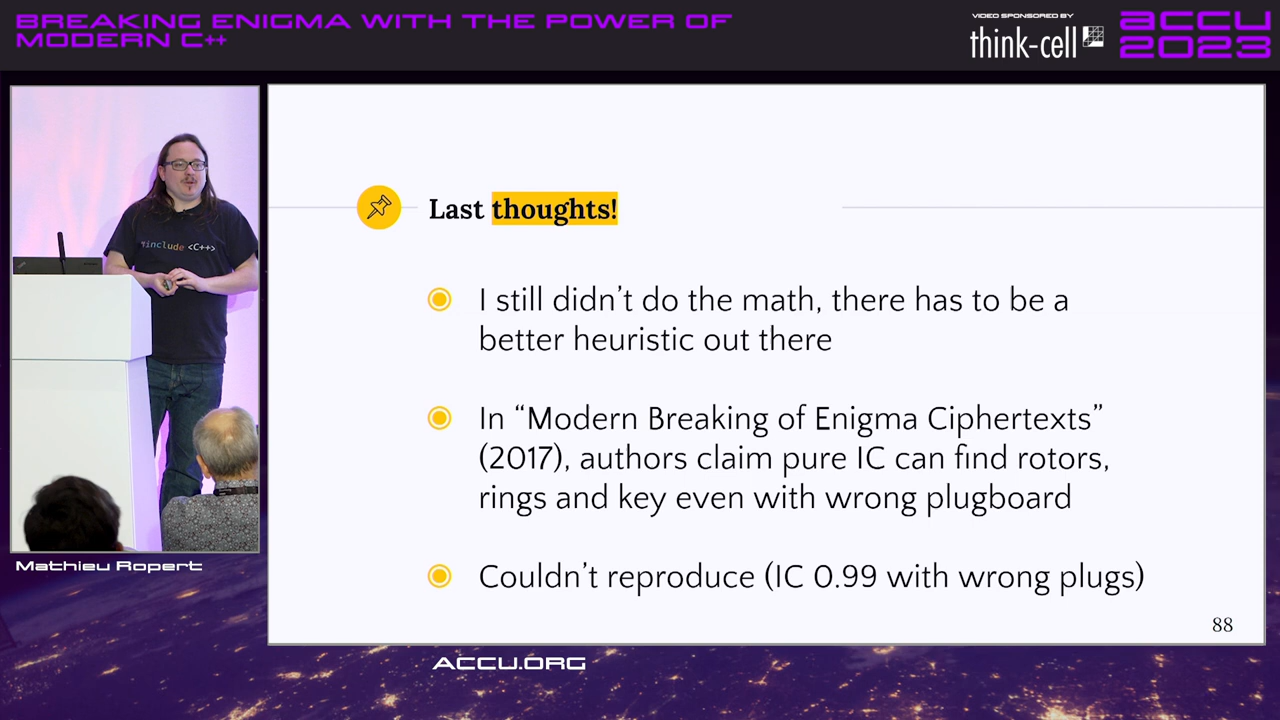 BREAKING ENIGMA WITH THE POWER OF
MODERN C++
VIDEO SPONSORED BY
think-cell
ACCU
2023
#include <C++>
Last thoughts!
I still didn't do the math, there has to be a
better heuristic out there
In “Modern Breaking of Enigma Ciphertexts”
(2017), authors claim pure IC can find rotors,
rings and key even with wrong plugboard
Couldn't reproduce (IC 0.99 with wrong plugs)
88
Mathieu Ropert
ACCU.ORG